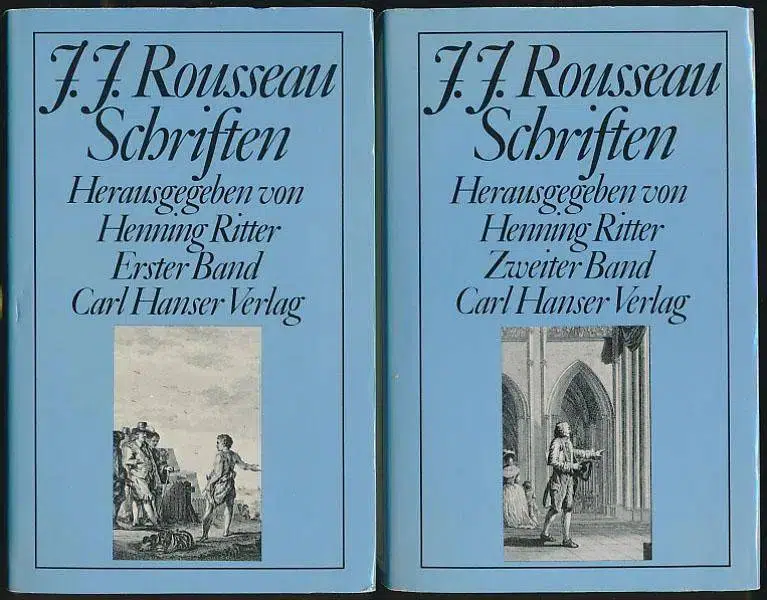 J. J. Rousseau
Schriften
Herausgegeben von
Henning Ritter
Erster Band
Carl Hanser Verlag
J. J. Rousseau
Schriften
Herausgegeben von
Henning Ritter
Zweiter Band
Carl Hanser Verlag